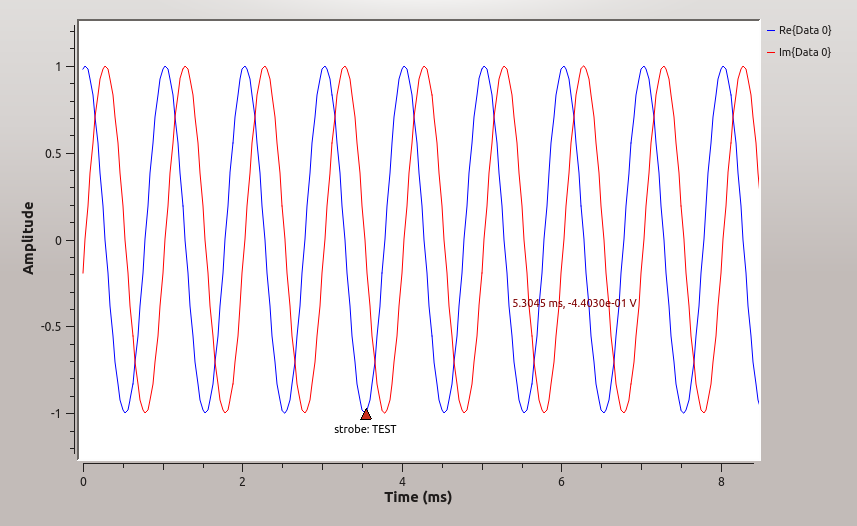 Re{Data 0}
Im{Data 0}
Amplitude
1
0.5
0
-0.5
-1
5.3045 ms, -4.4030e-01 V
strobe: TEST
0 2 4 6 8
Time (ms)